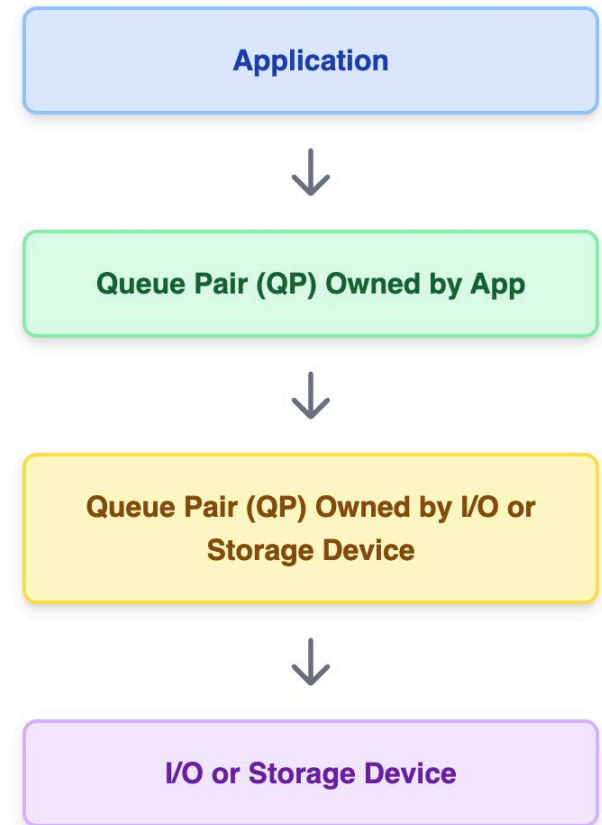 Application
Queue Pair (QP) Owned by App
Queue Pair (QP) Owned by I/O or
Storage Device
I/O or Storage Device